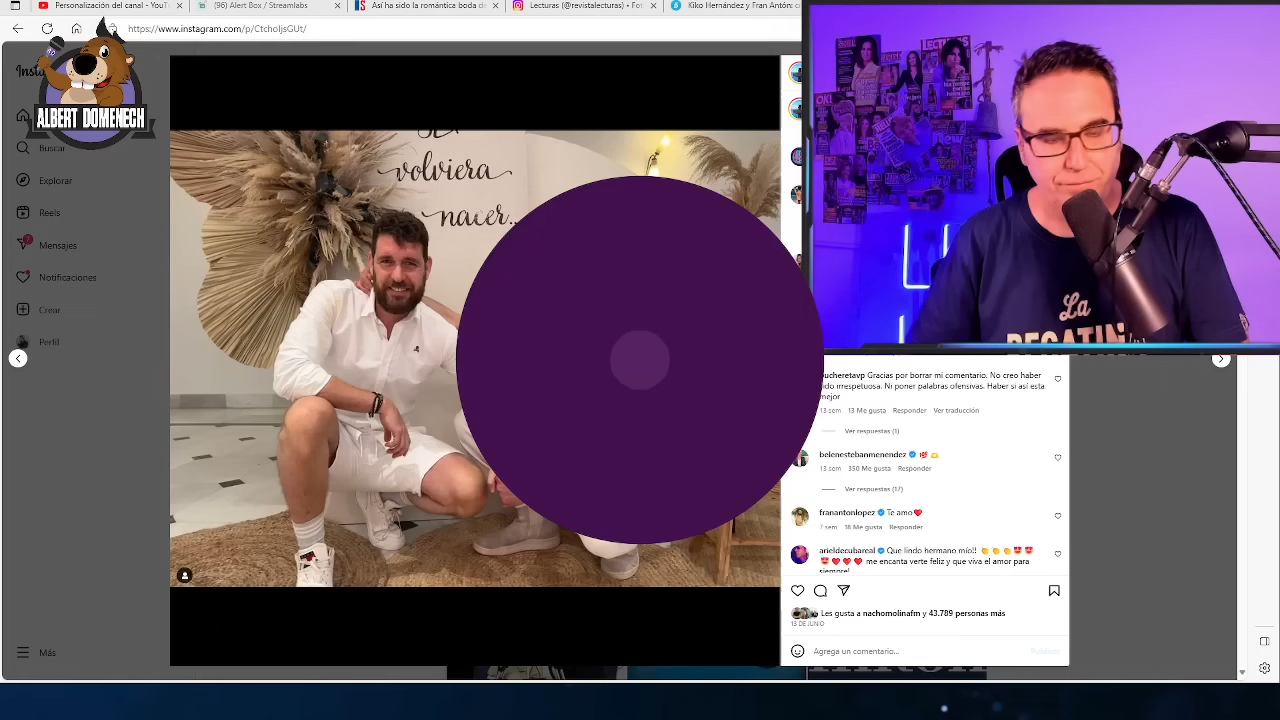 Personalización del canal - YouTu
(96) Alert Box / Streamlabs
Así ha sido la romántica boda de
Lecturas (@revistalecturas) • Fot
Kiko Hernández y Fran Antón co
https://www.instagram.com/p/CtchoIjsGUt/
ALBERT DOMENECH
Buscar
Explorar
Reels
Mensajes
Notificaciones
Crear
Perfil
Más
volviera
nacer..
LECTURAS
La
Gracias por borrar mi comentario. No creo haber
irrespetuosa. Ni poner palabras ofensivas. Haber si así esta
mejor
13 sem 13 Me gusta Responder Ver traducción
Ver respuestas (1)
belenestebanmenendez
13 sem 350 Me gusta Responder
Ver respuestas (17)
franantonlopez Te amo
7 sem 18 Me gusta Responder
arieldecubareal Que lindo hermano mío!!
me encanta verte feliz y que viva el amor para
siempre!
Les gusta a nachomolinafm y 43.789 personas más
13 DE JUNIO
Agrega un comentario...
Publicar